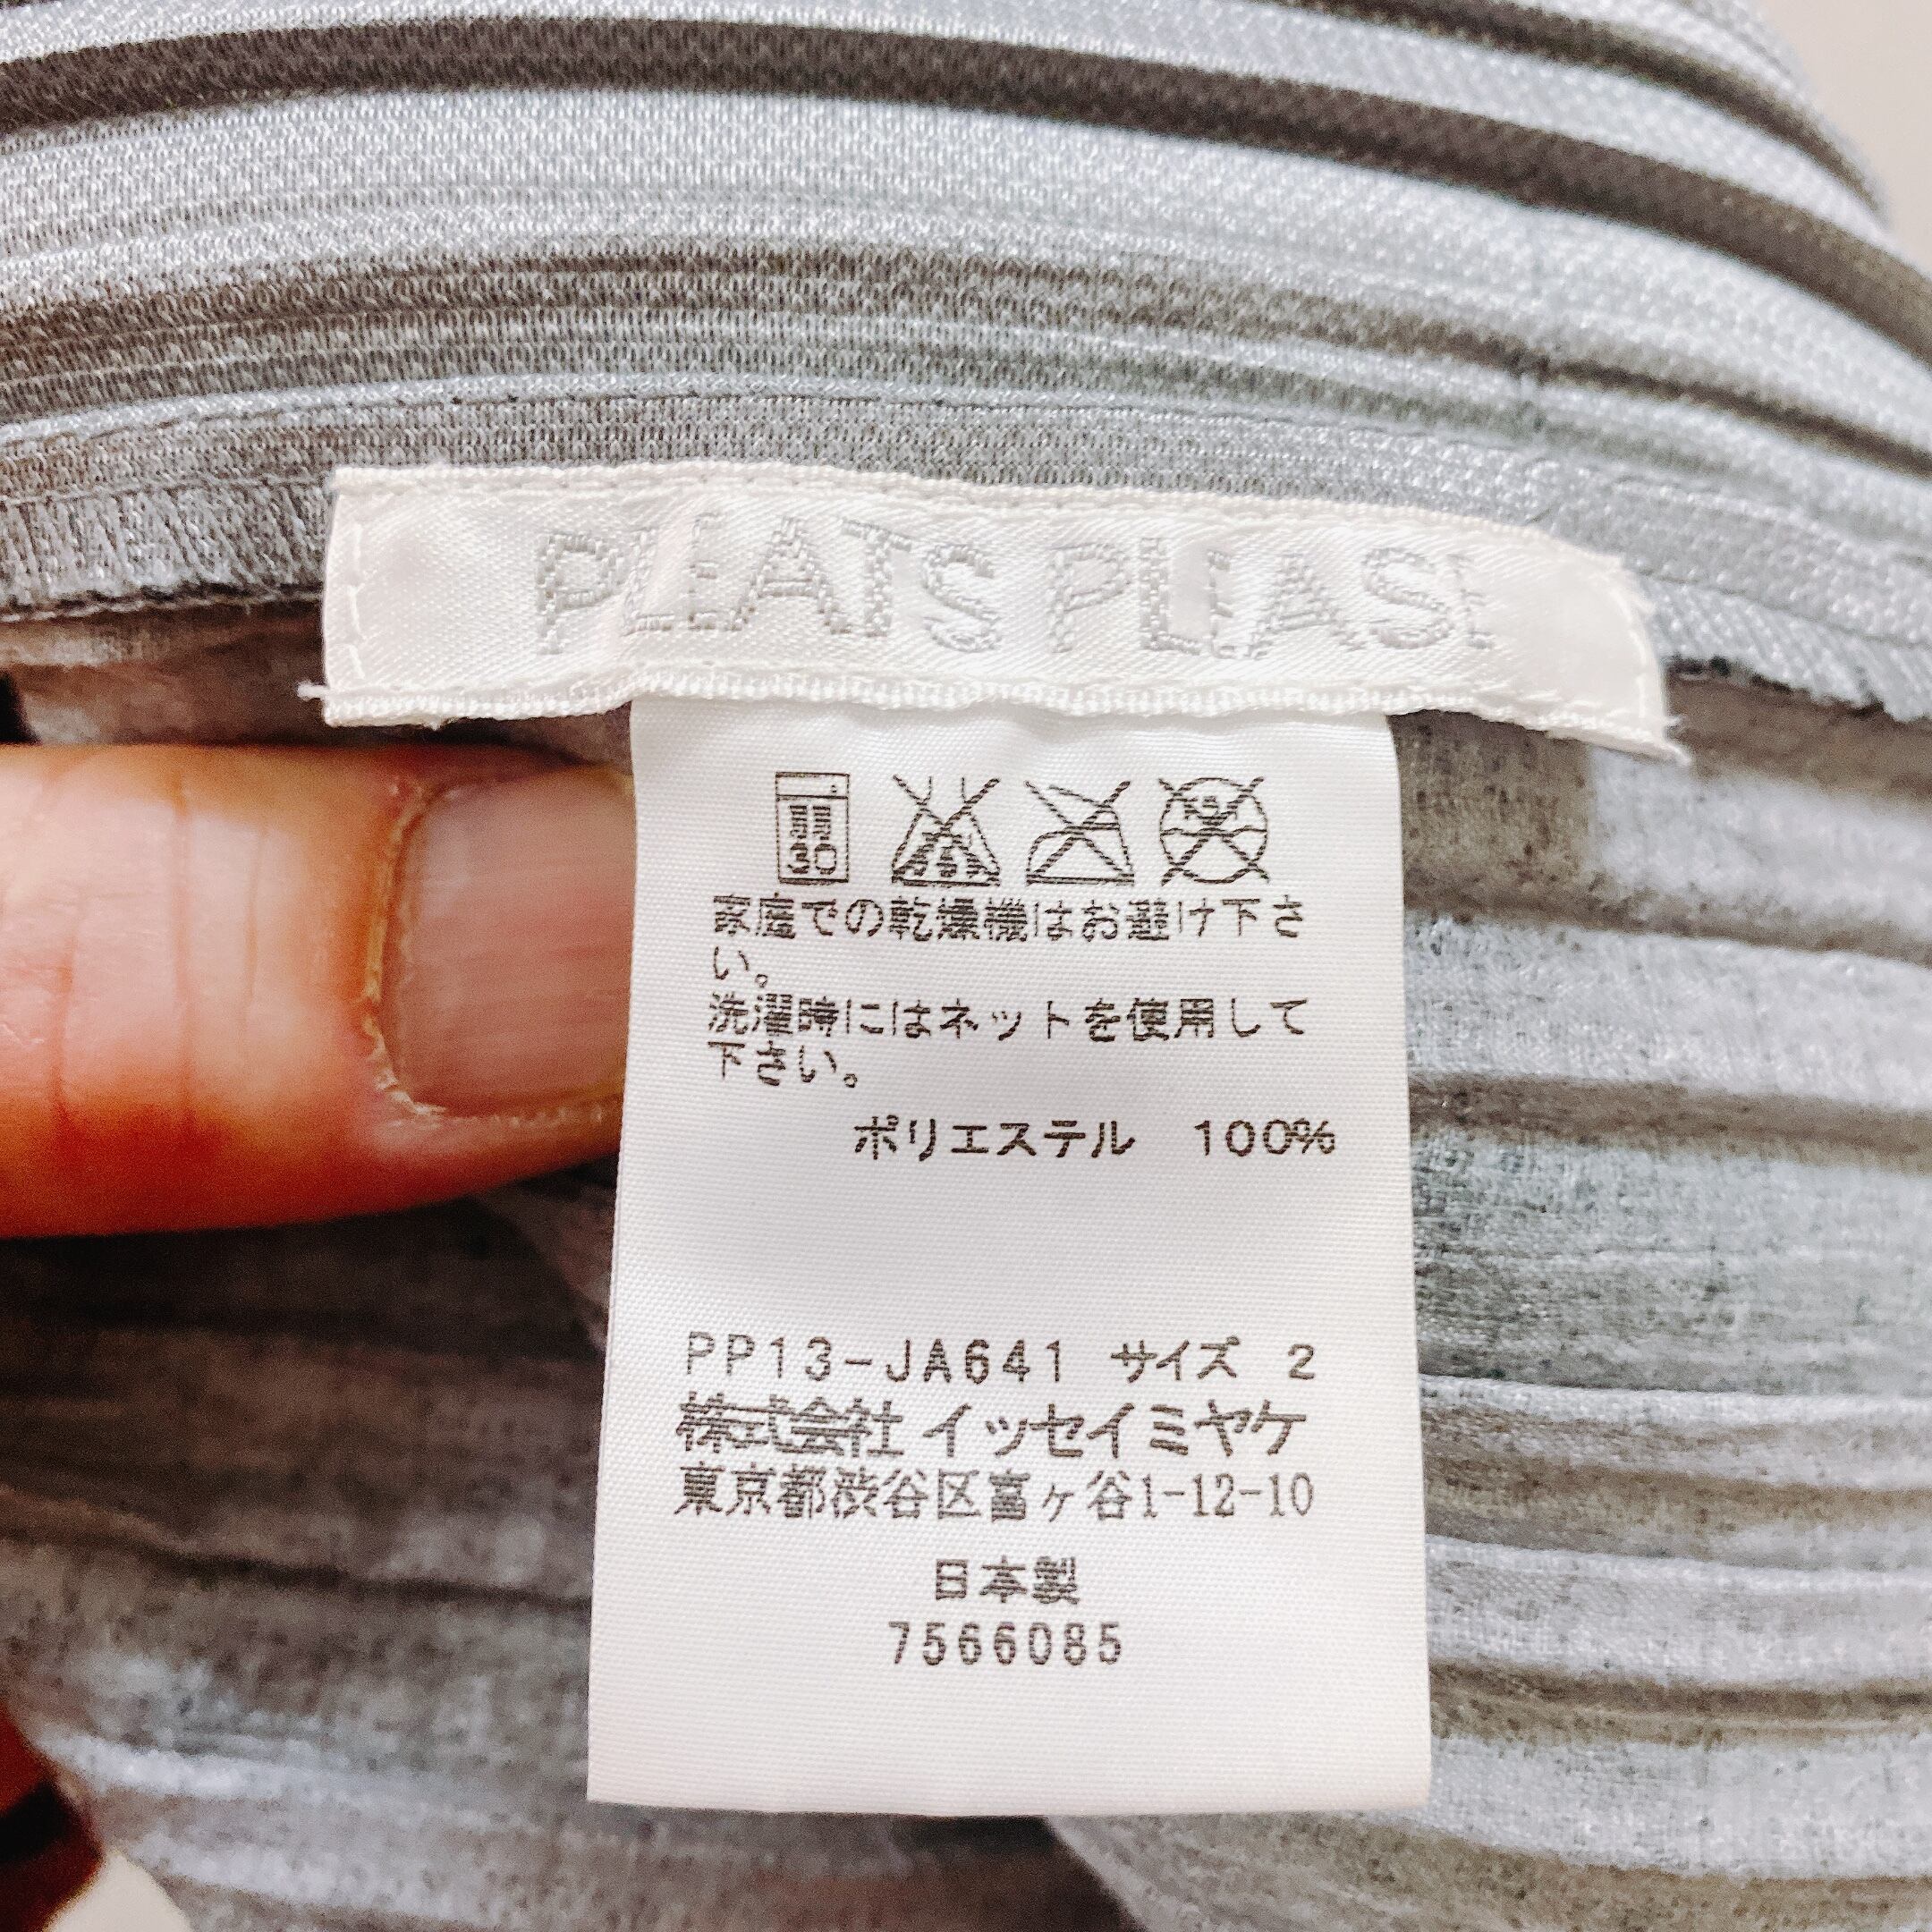 PLEATS PLEASE
30
家庭での乾燥機はお避け下さ
い。
洗濯時にはネットを使用して
下さい。
ポリエステル 100%
PP13-JA641 サイズ 2
株式会社イッセイミヤケ
東京都渋谷区富ヶ谷1-12-10
日本製
7566085